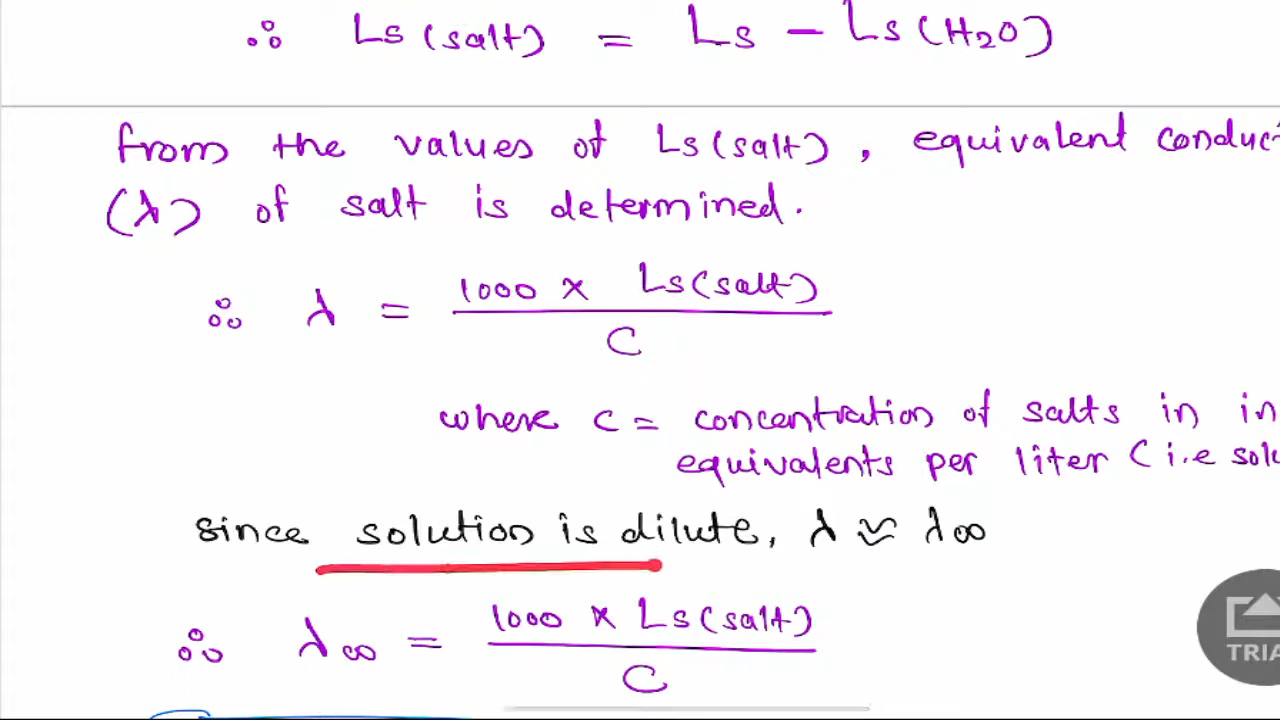 ∴ Ls (salt) = Ls - Ls (H2O)
from the values of Ls (salt), equivalent conduc
(λ) of salt is determined.
∴ λ = 1000 × Ls (salt) / C
where c = concentration of salts in in
equivalents per liter (i.e solu
since solution is dilute, λ ≈ λ∞
∴ λ∞ = 1000 × Ls (salt) / C
TRIA